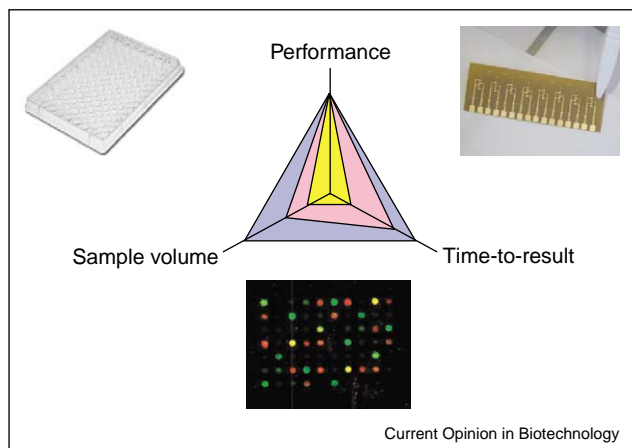 Performance
Sample volume
Time-to-result
Current Opinion in Biotechnology